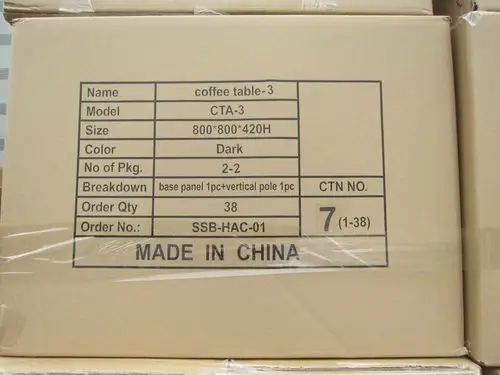 Name coffee table-3
Model CTA-3
Size 800*800*420H
Color Dark
No of Pkg. 2-2
Breakdown base panel 1pc+vertical pole 1pc CTN NO.
Order Qty 38
Order No.: SSB-HAC-01 7 (1-38)
MADE IN CHINA